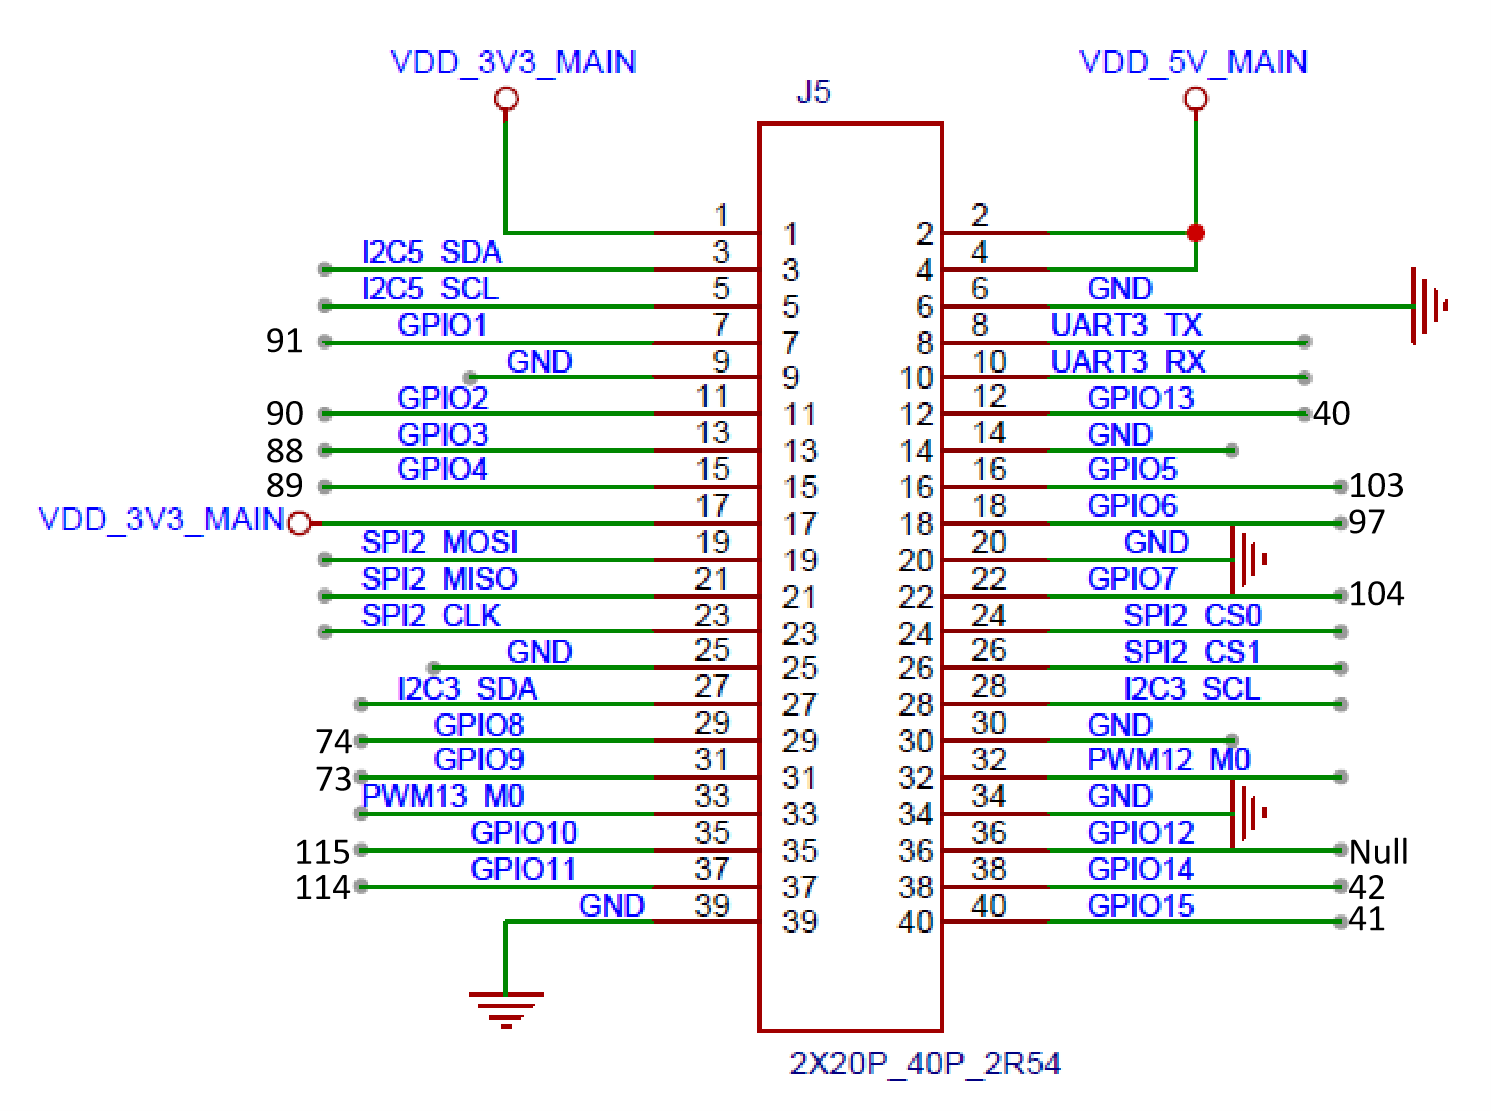 VDD_3V3_MAIN VDD_5V_MAIN
J5
1 1 2 2
I2C5_SDA 3 3 4 4
I2C5_SCL 5 5 6 6 GND
91 GPIO1 7 7 8 8 UART3_TX
GND 9 9 10 10 UART3_RX
90 GPIO2 11 11 12 12 GPIO13 40
88 GPIO3 13 13 14 14 GND
89 GPIO4 15 15 16 16 GPIO5 103
VDD_3V3_MAIN 17 17 18 18 GPIO6 97
SPI2_MOSI 19 19 20 20 GND
SPI2_MISO 21 21 22 22 GPIO7 104
SPI2_CLK 23 23 24 24 SPI2_CS0
GND 25 25 26 26 SPI2_CS1
I2C3_SDA 27 27 28 28 I2C3_SCL
74 GPIO8 29 29 30 30 GND
73 GPIO9 31 31 32 32 PWM12_M0
PWM13_M0 33 33 34 34 GND
115 GPIO10 35 35 36 36 GPIO12 Null
114 GPIO11 37 37 38 38 GPIO14 42
GND 39 39 40 40 GPIO15 41
2X20P_40P_2R54